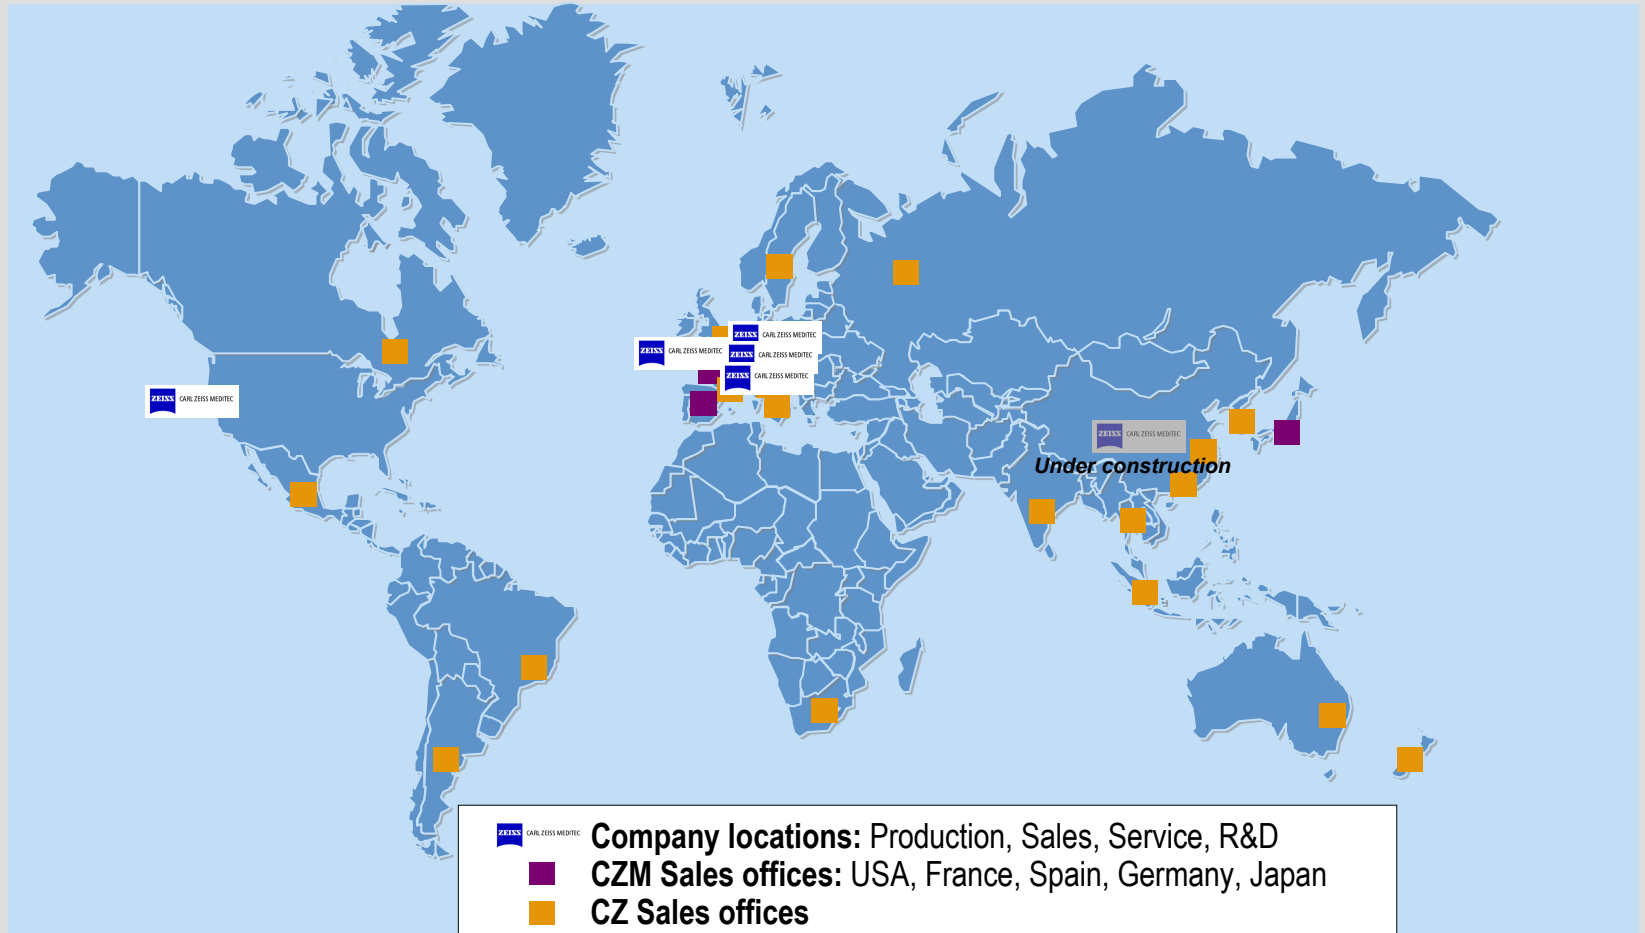 ZEISS CARL ZEISS MEDITEC
ZEISS CARL ZEISS MEDITEC
ZEISS CARL ZEISS MEDITEC
ZEISS CARL ZEISS MEDITEC
ZEISS CARL ZEISS MEDITEC
ZEISS CARL ZEISS MEDITEC
Under construction
ZEISS CARL ZEISS MEDITEC Company locations: Production, Sales, Service, R&D
CZM Sales offices: USA, France, Spain, Germany, Japan
CZ Sales offices